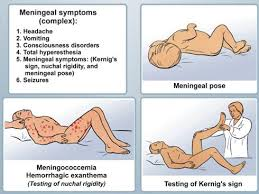 Meningeal symptoms
(complex):
1. Headache
2. Vomiting
3. Consciousness disorders
4. Total hyperesthesia
5. Meningeal symptoms: (Kernig's
sign, nuchal rigidity, and
meningeal pose)
6. Seizures
Meningeal pose
Meningococcemia
Hemorrhagic exanthema
(Testing of nuchal rigidity)
Testing of Kernig's sign